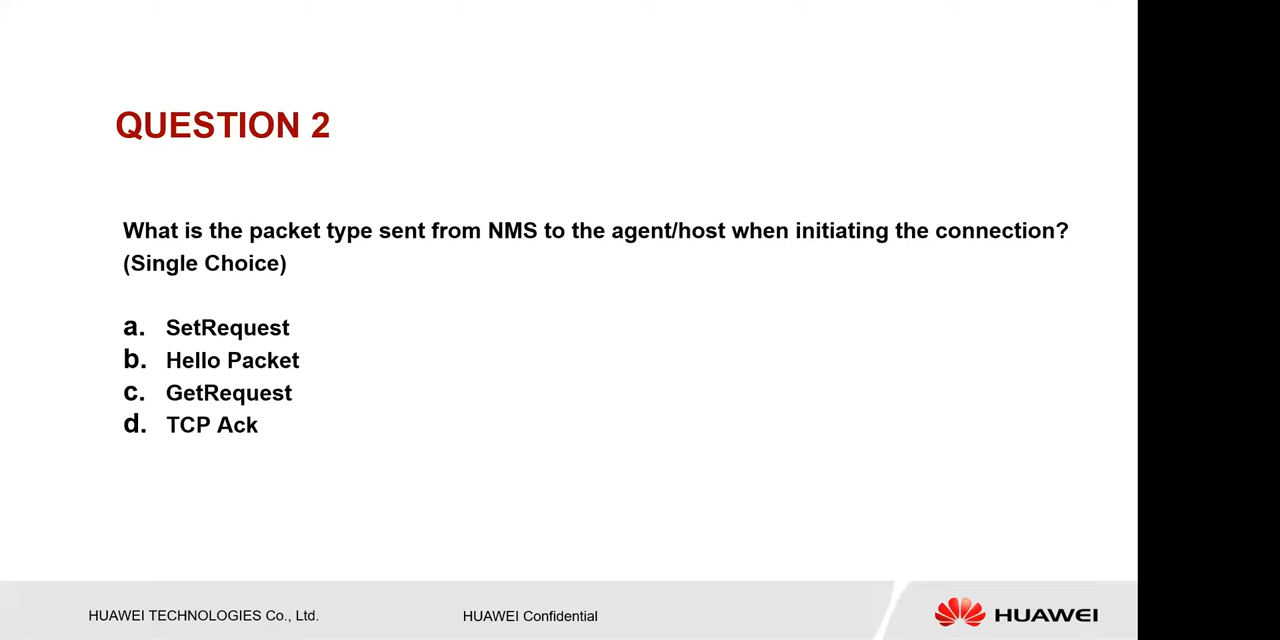 QUESTION 2
What is the packet type sent from NMS to the agent/host when initiating the connection?
(Single Choice)
a. SetRequest
b. Hello Packet
c. GetRequest
d. TCP Ack
HUAWEI TECHNOLOGIES Co., Ltd.
HUAWEI Confidential
HUAWEI